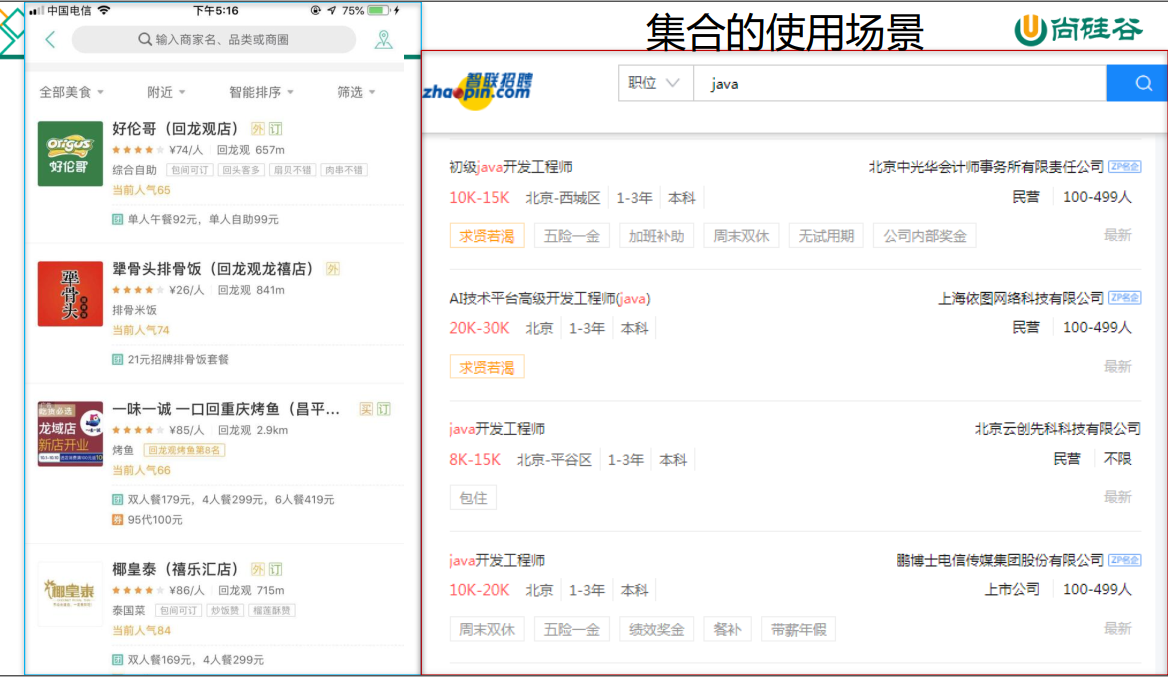 集合的使用场景
尚硅谷
中国电信
下午5:16
75%
输入商家名、品类或商圈
全部美食
附近
智能排序
筛选
origus
好伦哥
好伦哥（回龙观店） 外 订
¥74/人 回龙观 657m
综合自助 包间可订 回头客多 扇贝不错 肉串不错
当前人气65
团 单人午餐92元，单人自助99元
犟骨头
犟骨头排骨饭（回龙观龙禧店） 外
¥26/人 回龙观 841m
排骨米饭
当前人气74
团 21元招牌排骨饭套餐
龙域店
新店开业
一味一诚 一口回重庆烤鱼（昌平... 买 订
¥85/人 回龙观 2.9km
烤鱼 回龙观烤鱼第8名
当前人气66
团 双人餐179元，4人餐299元，6人餐419元
券 95代100元
椰皇泰
椰皇泰（禧乐汇店） 外 订
¥86/人 回龙观 715m
泰国菜 包间可订 炒饭赞 榴莲酥赞
当前人气84
团 双人餐169元，4人餐299元
智联招聘
zhaopin.com
职位
java
初级java开发工程师 北京中光华会计师事务所有限责任公司 ZP名企
10K-15K 北京-西城区 1-3年 本科 民营 100-499人
求贤若渴 五险一金 加班补助 周末双休 无试用期 公司内部奖金 最新
AI技术平台高级开发工程师(java) 上海依图网络科技有限公司 ZP名企
20K-30K 北京 1-3年 本科 民营 100-499人
求贤若渴 最新
java开发工程师 北京云创先科科技有限公司
8K-15K 北京-平谷区 1-3年 本科 民营 不限
包住 最新
java开发工程师 鹏博士电信传媒集团股份有限公司 ZP名企
10K-20K 北京 1-3年 本科 上市公司 100-499人
周末双休 五险一金 绩效奖金 餐补 带薪年假 最新